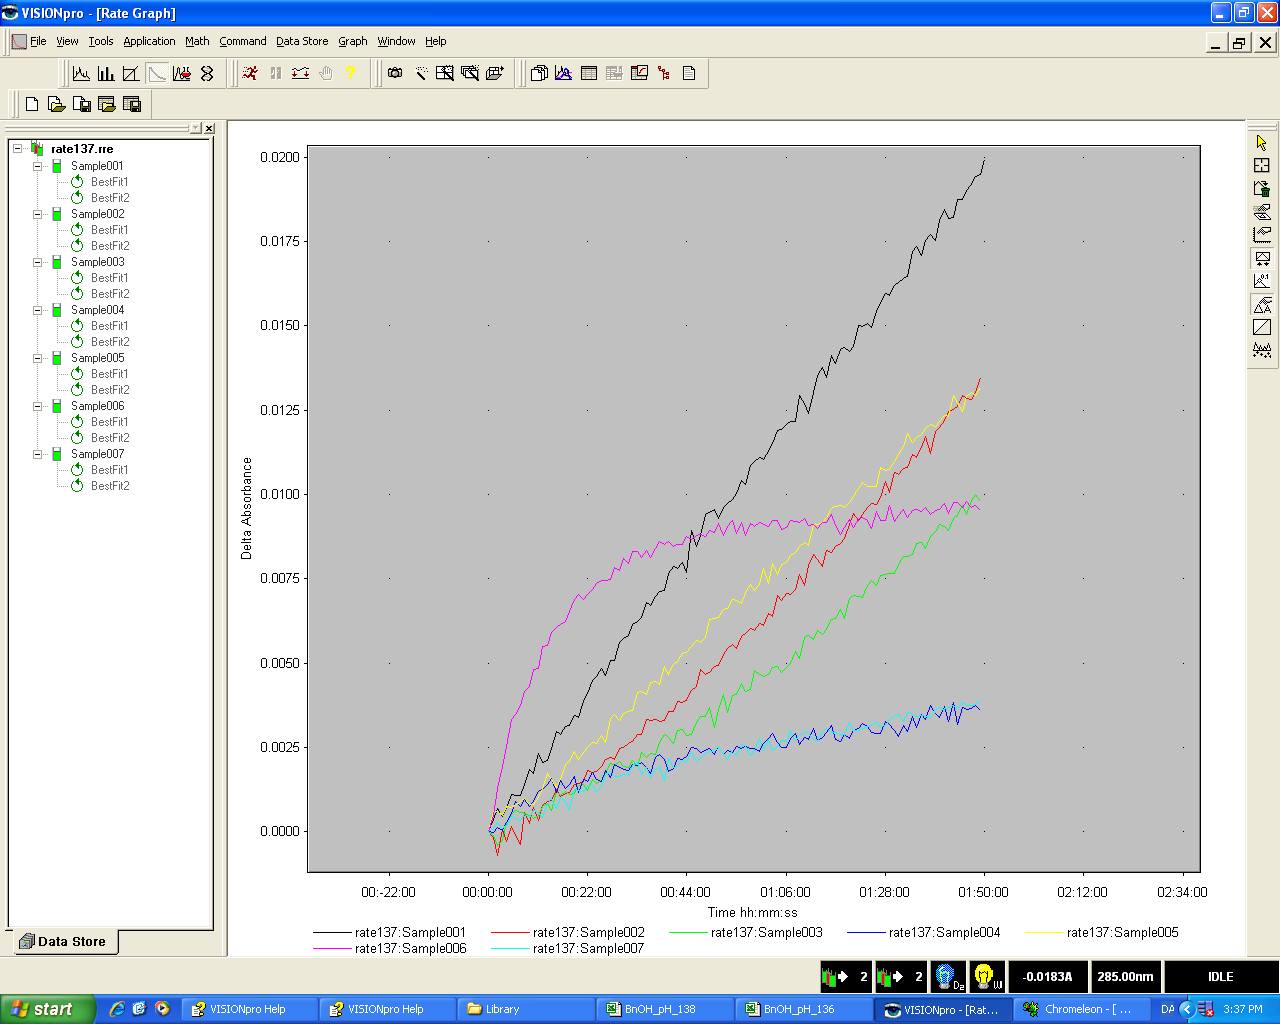 VISIONpro - [Rate Graph]
File View Tools Application Math Command Data Store Graph Window Help
rate137.rre
Sample001
BestFit1
BestFit2
Sample002
BestFit1
BestFit2
Sample003
BestFit1
BestFit2
Sample004
BestFit1
BestFit2
Sample005
BestFit1
BestFit2
Sample006
BestFit1
BestFit2
Sample007
BestFit1
BestFit2
Data Store
Delta Absorbance
0.0200
0.0175
0.0150
0.0125
0.0100
0.0075
0.0050
0.0025
0.0000
00:-22:00 00:00:00 00:22:00 00:44:00 01:06:00 01:28:00 01:50:00 02:12:00 02:34:00
Time hh:mm:ss
rate137:Sample001 rate137:Sample002 rate137:Sample003 rate137:Sample004 rate137:Sample005
rate137:Sample006 rate137:Sample007
2 2 D2 W -0.0183A 285.00nm IDLE
start VISIONpro Help VISIONpro Help Library BnOH_pH_138 BnOH_pH_136 VISIONpro - [Rat... Chromeleon - [ ... DA 3:37 PM